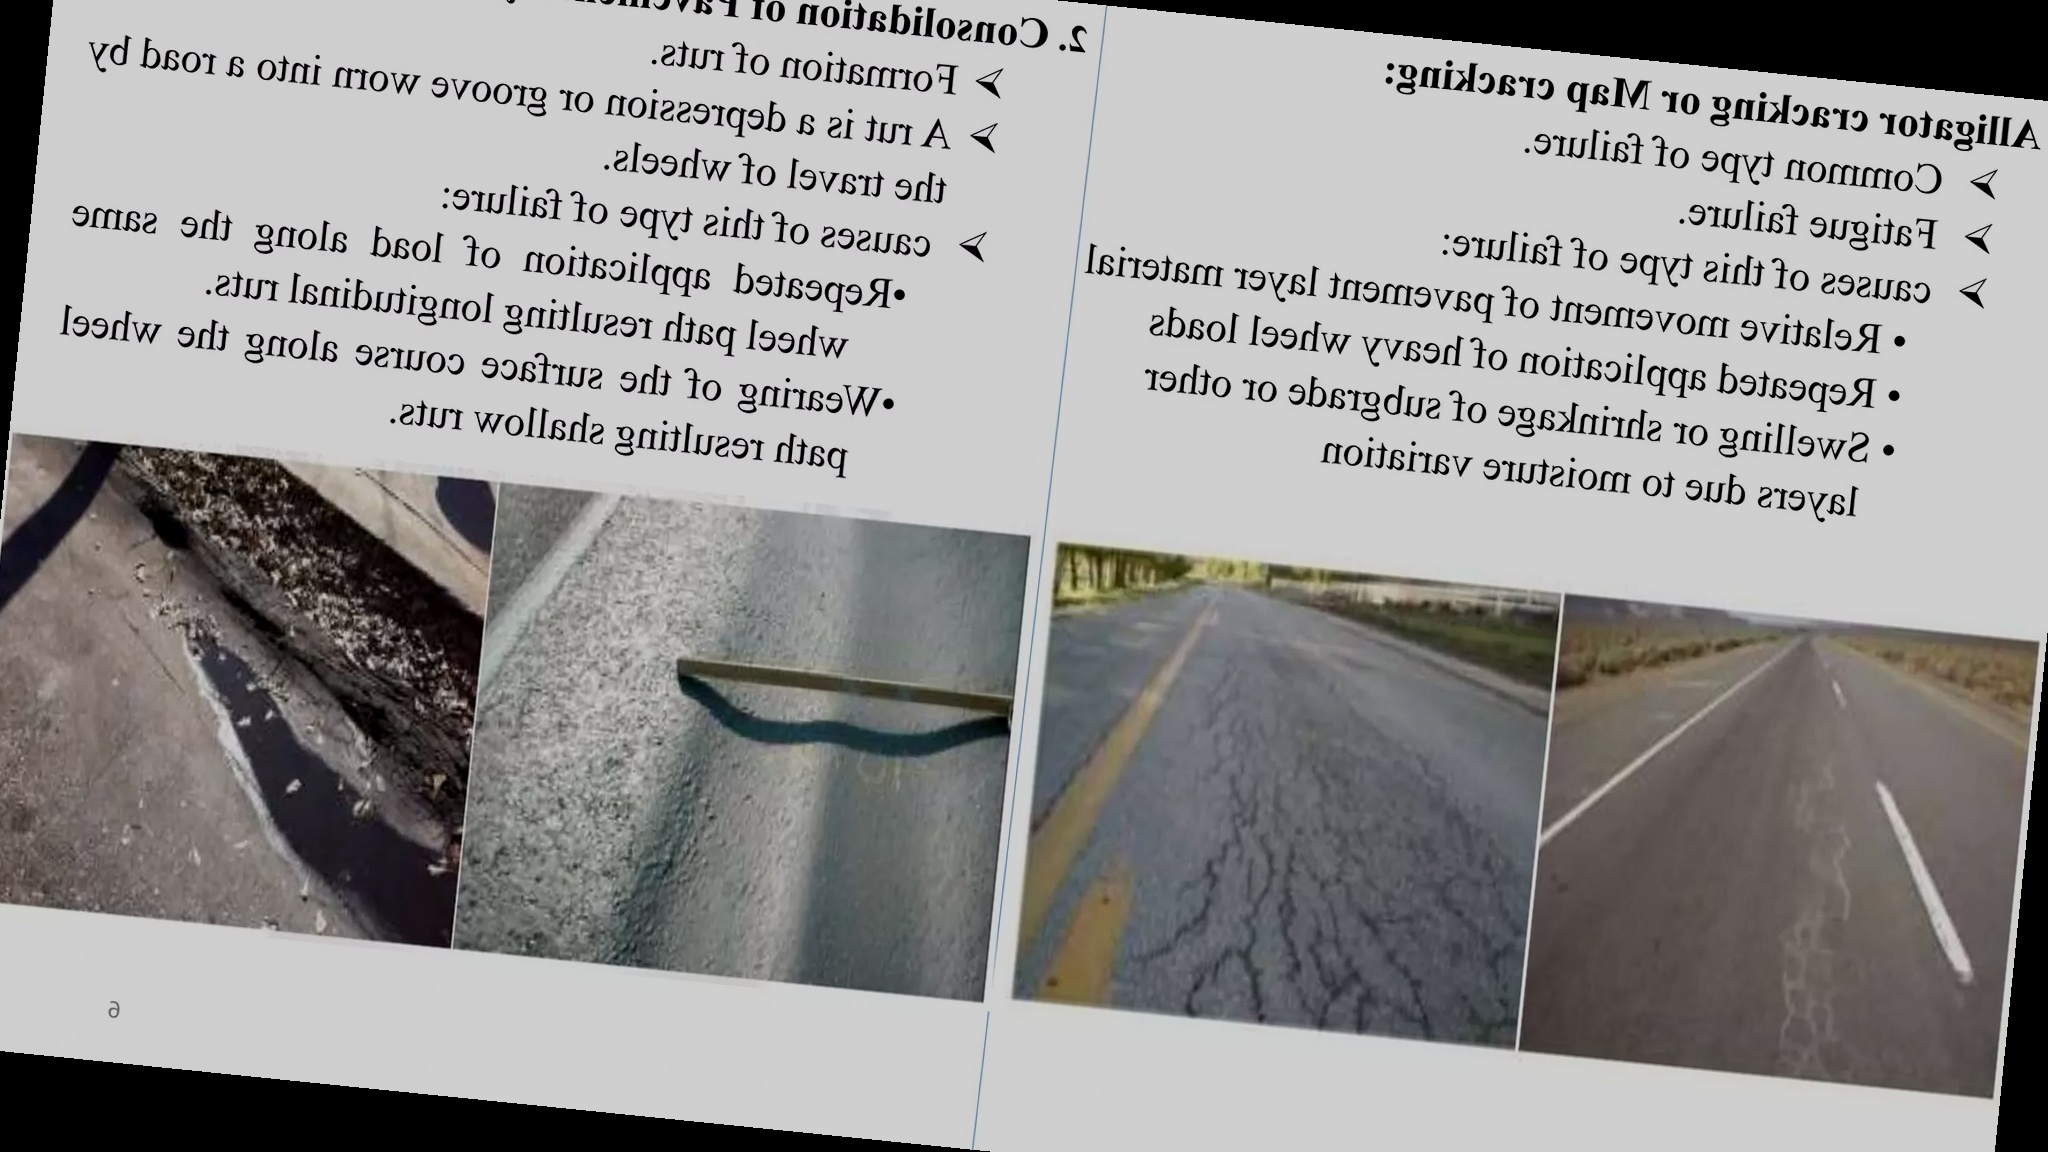 Alligator cracking or Map cracking:
➢ Common type of failure.
➢ Fatigue failure.
➢ causes of this type of failure:
• Relative movement of pavement layer material
• Repeated application of heavy wheel loads
• Swelling or shrinkage of subgrade or other
layers due to moisture variation
2. Consolidation of
➢ Formation of ruts.
➢ A rut is a depression or groove worn into a road by
the travel of wheels.
➢ causes of this type of failure:
•Repeated application of load along the same
wheel path resulting longitudinal ruts.
•Wearing of the surface course along the wheel
path resulting shallow ruts.
6